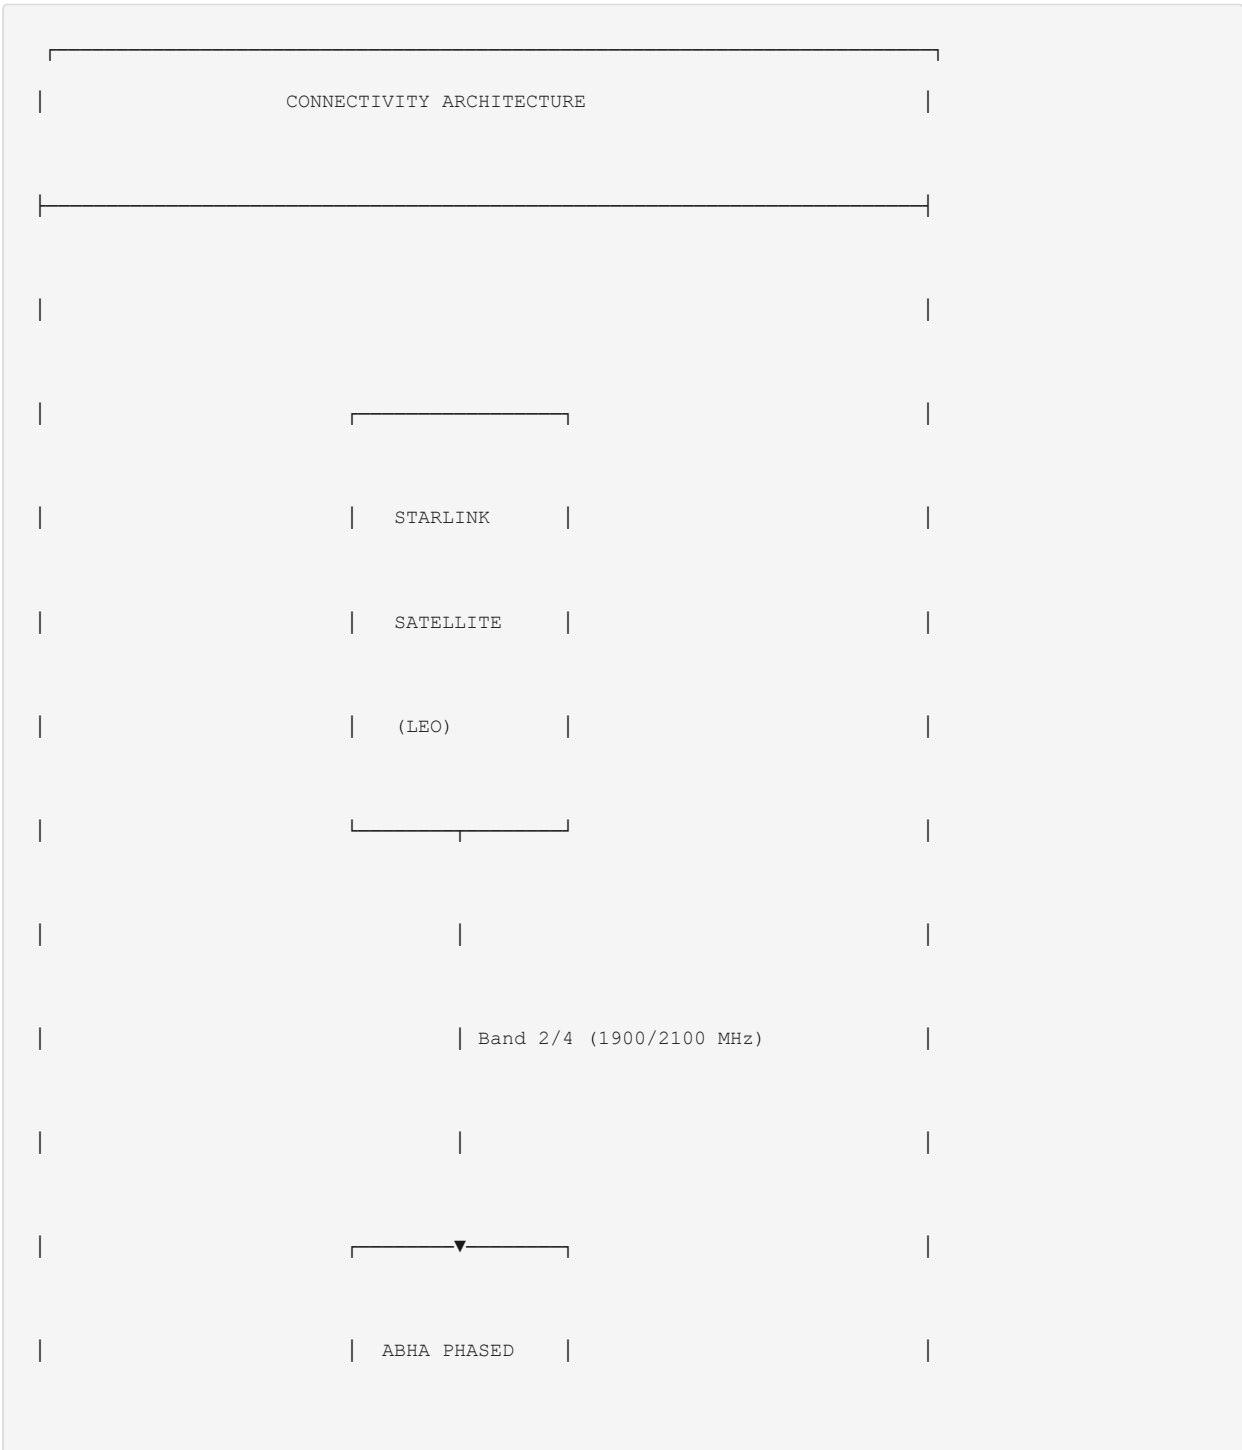 CONNECTIVITY ARCHITECTURE
STARLINK
SATELLITE
(LEO)
Band 2/4 (1900/2100 MHz)
ABHA PHASED